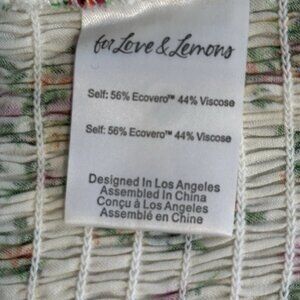 for Love & Lemons
Self: 56% Ecovero™ 44% Viscose
Self: 56% Ecovero™ 44% Viscose
Designed In Los Angeles
Assembled In China
Conçu à Los Angeles
Assemblé en Chine